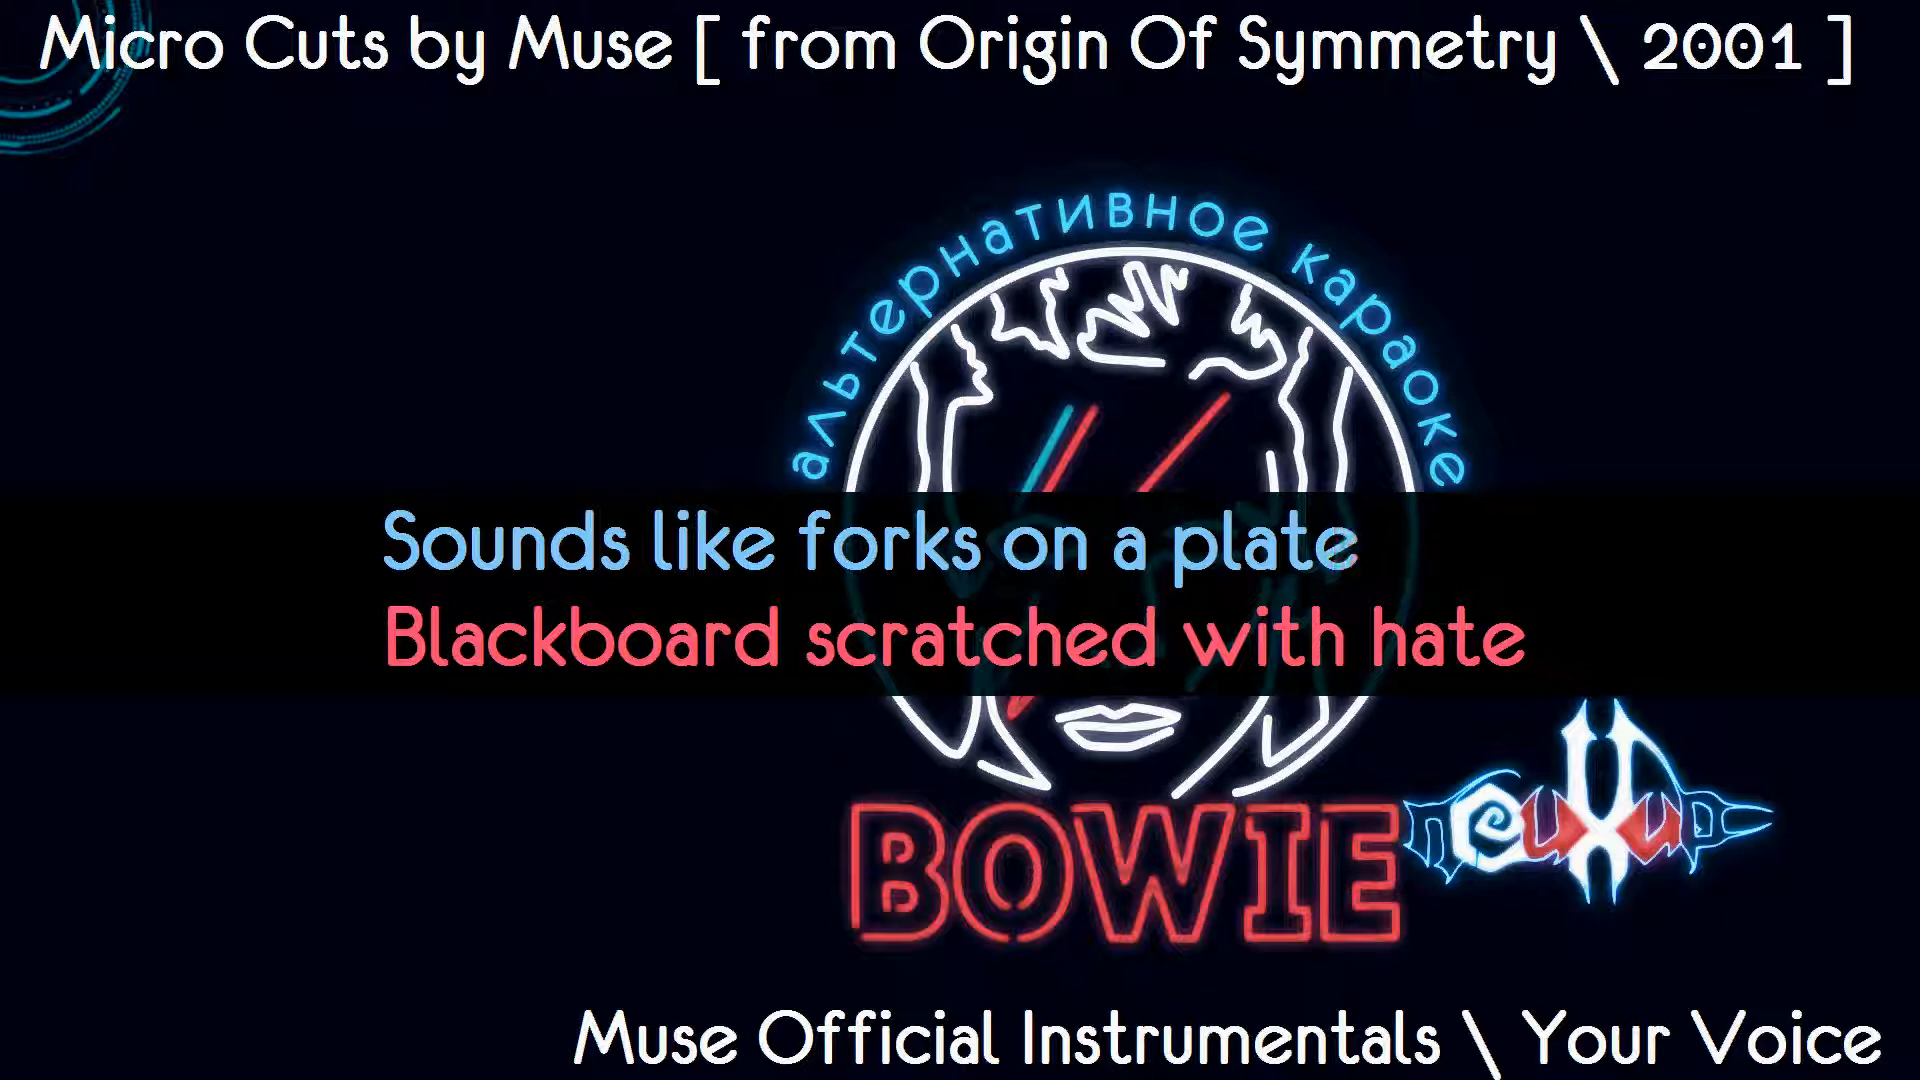 Micro Cuts by Muse [ from Origin Of Symmetry \ 2001 ]
альтернативное караоке
Sounds like forks on a plate
Blackboard scratched with hate
BOWIE
Muse Official Instrumentals \ Your Voice